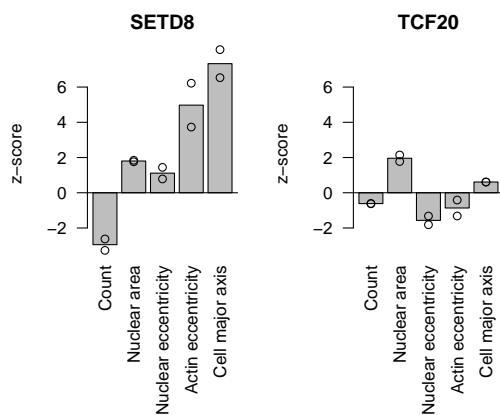 SETD8
z-score
6
4
2
0
−2
Count
Nuclear area
Nuclear eccentricity
Actin eccentricity
Cell major axis
TCF20
z-score
6
4
2
0
−2
Count
Nuclear area
Nuclear eccentricity
Actin eccentricity
Cell major axis